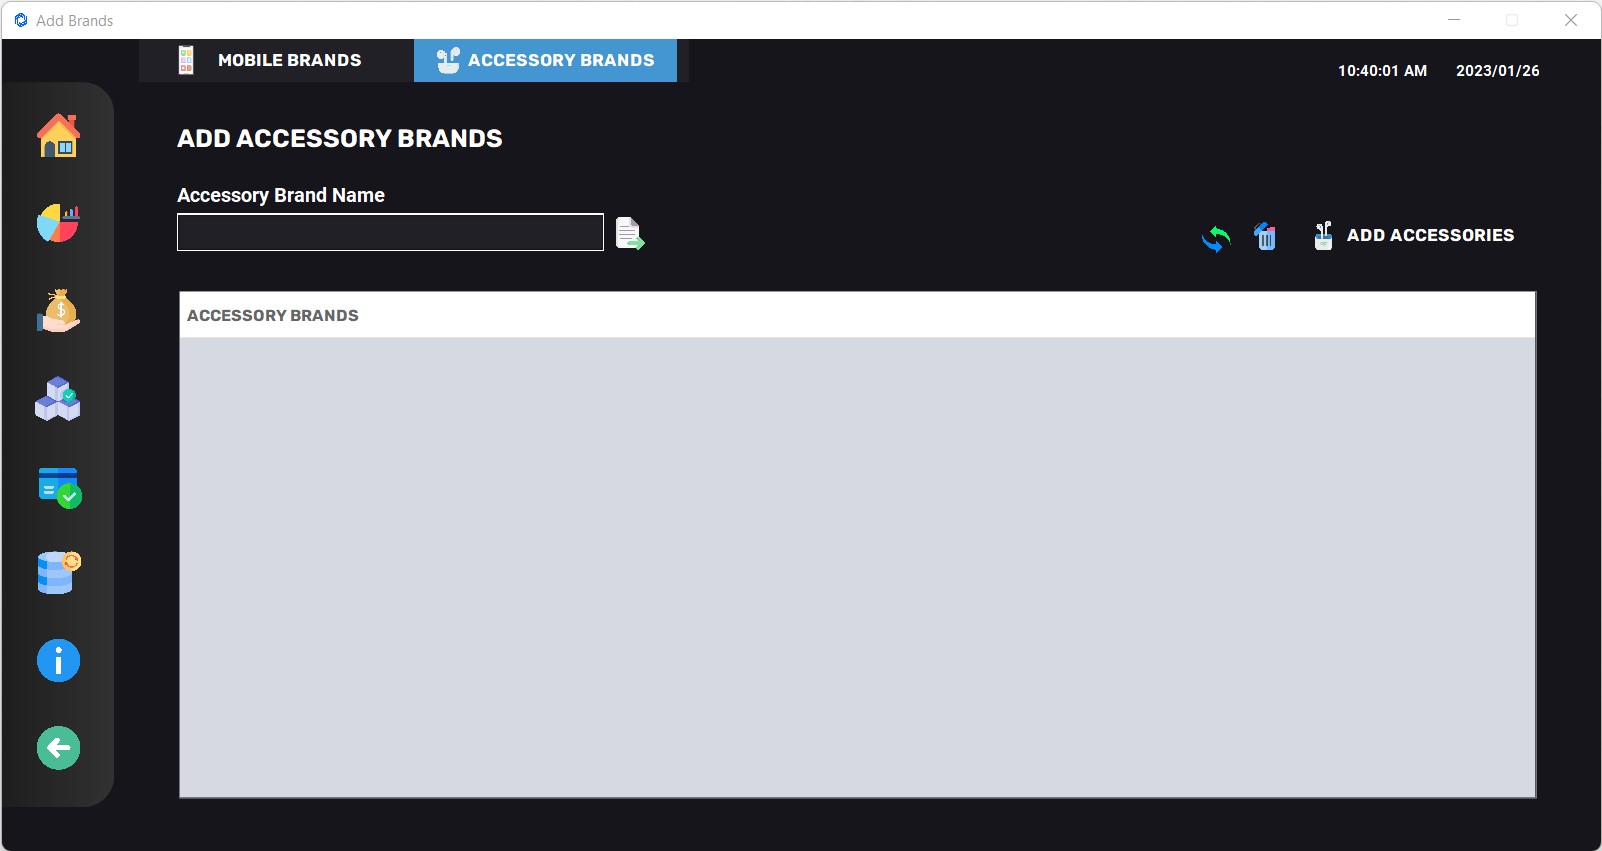 Add Brands
MOBILE BRANDS
ACCESSORY BRANDS
10:40:01 AM 2023/01/26
ADD ACCESSORY BRANDS
Accessory Brand Name
ADD ACCESSORIES
ACCESSORY BRANDS